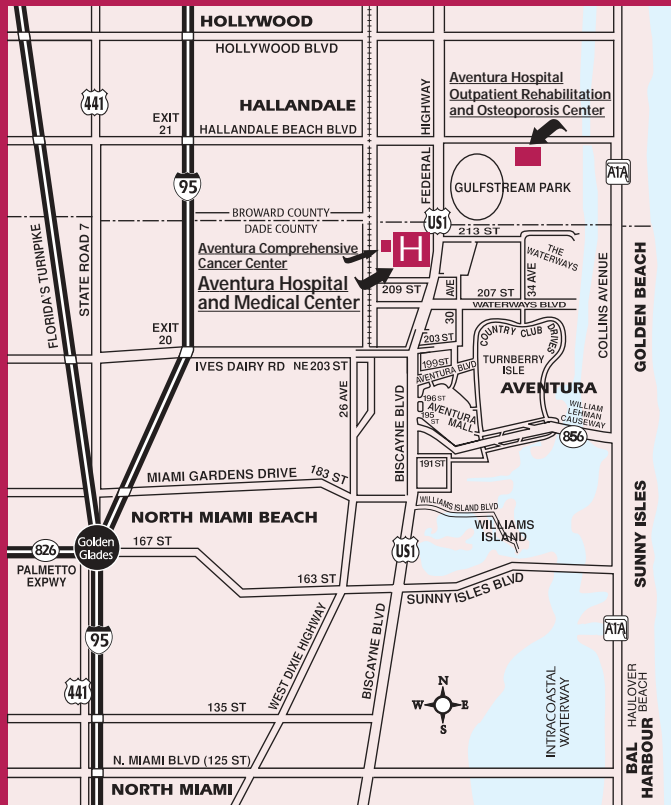 HOLLYWOOD
HOLLYWOOD BLVD
441
HALLANDALE
EXIT
21
HALLANDALE BEACH BLVD
FEDERAL HIGHWAY
Aventura Hospital
Outpatient Rehabilitation
and Osteoporosis Center
A1A
95
GULFSTREAM PARK
FLORIDA'S TURNPIKE
STATE ROAD 7
BROWARD COUNTY
DADE COUNTY
US1
213 ST
Aventura Comprehensive
Cancer Center
H
Aventura Hospital
and Medical Center
THE
WATERWAYS
34 AVE
209 ST
30 AVE
207 ST
WATERWAYS BLVD
COLLINS AVENUE
GOLDEN BEACH
EXIT
20
203 ST
COUNTRY CLUB DRIVES
IVES DAIRY RD NE 203 ST
199 ST
AVENTURA BLVD
TURNBERRY
ISLE
AVENTURA
26 AVE
BISCAYNE BLVD
196 ST
195 ST
AVENTURA
MALL
WILLIAM
LEHMAN
CAUSEWAY
856
191 ST
MIAMI GARDENS DRIVE 183 ST
WILLIAMS ISLAND BLVD
WILLIAMS
ISLAND
NORTH MIAMI BEACH
Golden
Glades
826
PALMETTO
EXPWY
167 ST
US1
SUNNY ISLES
163 ST
SUNNY ISLES BLVD
A1A
95
WEST DIXIE HIGHWAY
BISCAYNE BLVD
441
135 ST
N
W E
S
INTRACOASTAL
WATERWAY
HAULOVER
BEACH
BAL
HARBOUR
N. MIAMI BLVD (125 ST)
NORTH MIAMI